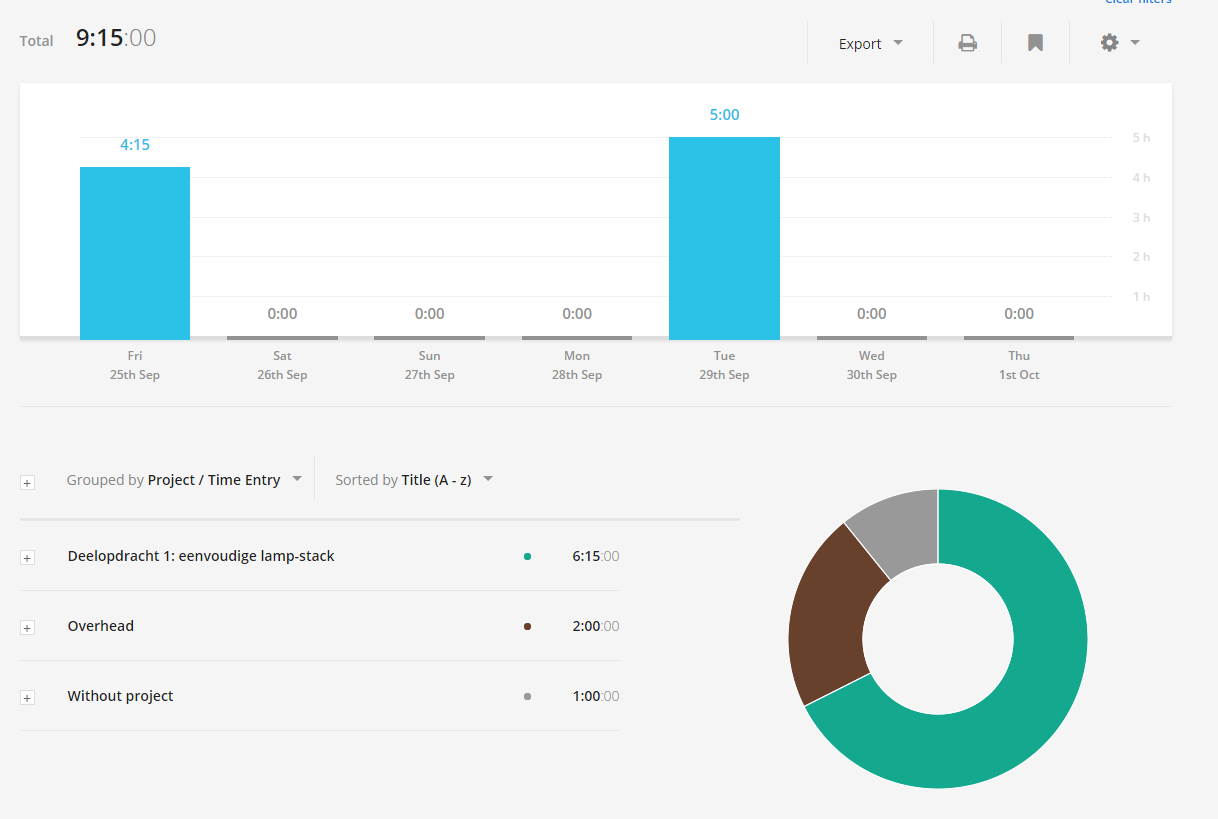 Clear filters
Total 9:15:00
Export
5:00
4:15
5 h
4 h
3 h
2 h
1 h
0:00 0:00 0:00 0:00 0:00
Fri Sat Sun Mon Tue Wed Thu
25th Sep 26th Sep 27th Sep 28th Sep 29th Sep 30th Sep 1st Oct
Grouped by Project / Time Entry Sorted by Title (A - z)
Deelopdracht 1: eenvoudige lamp-stack 6:15:00
Overhead 2:00:00
Without project 1:00:00